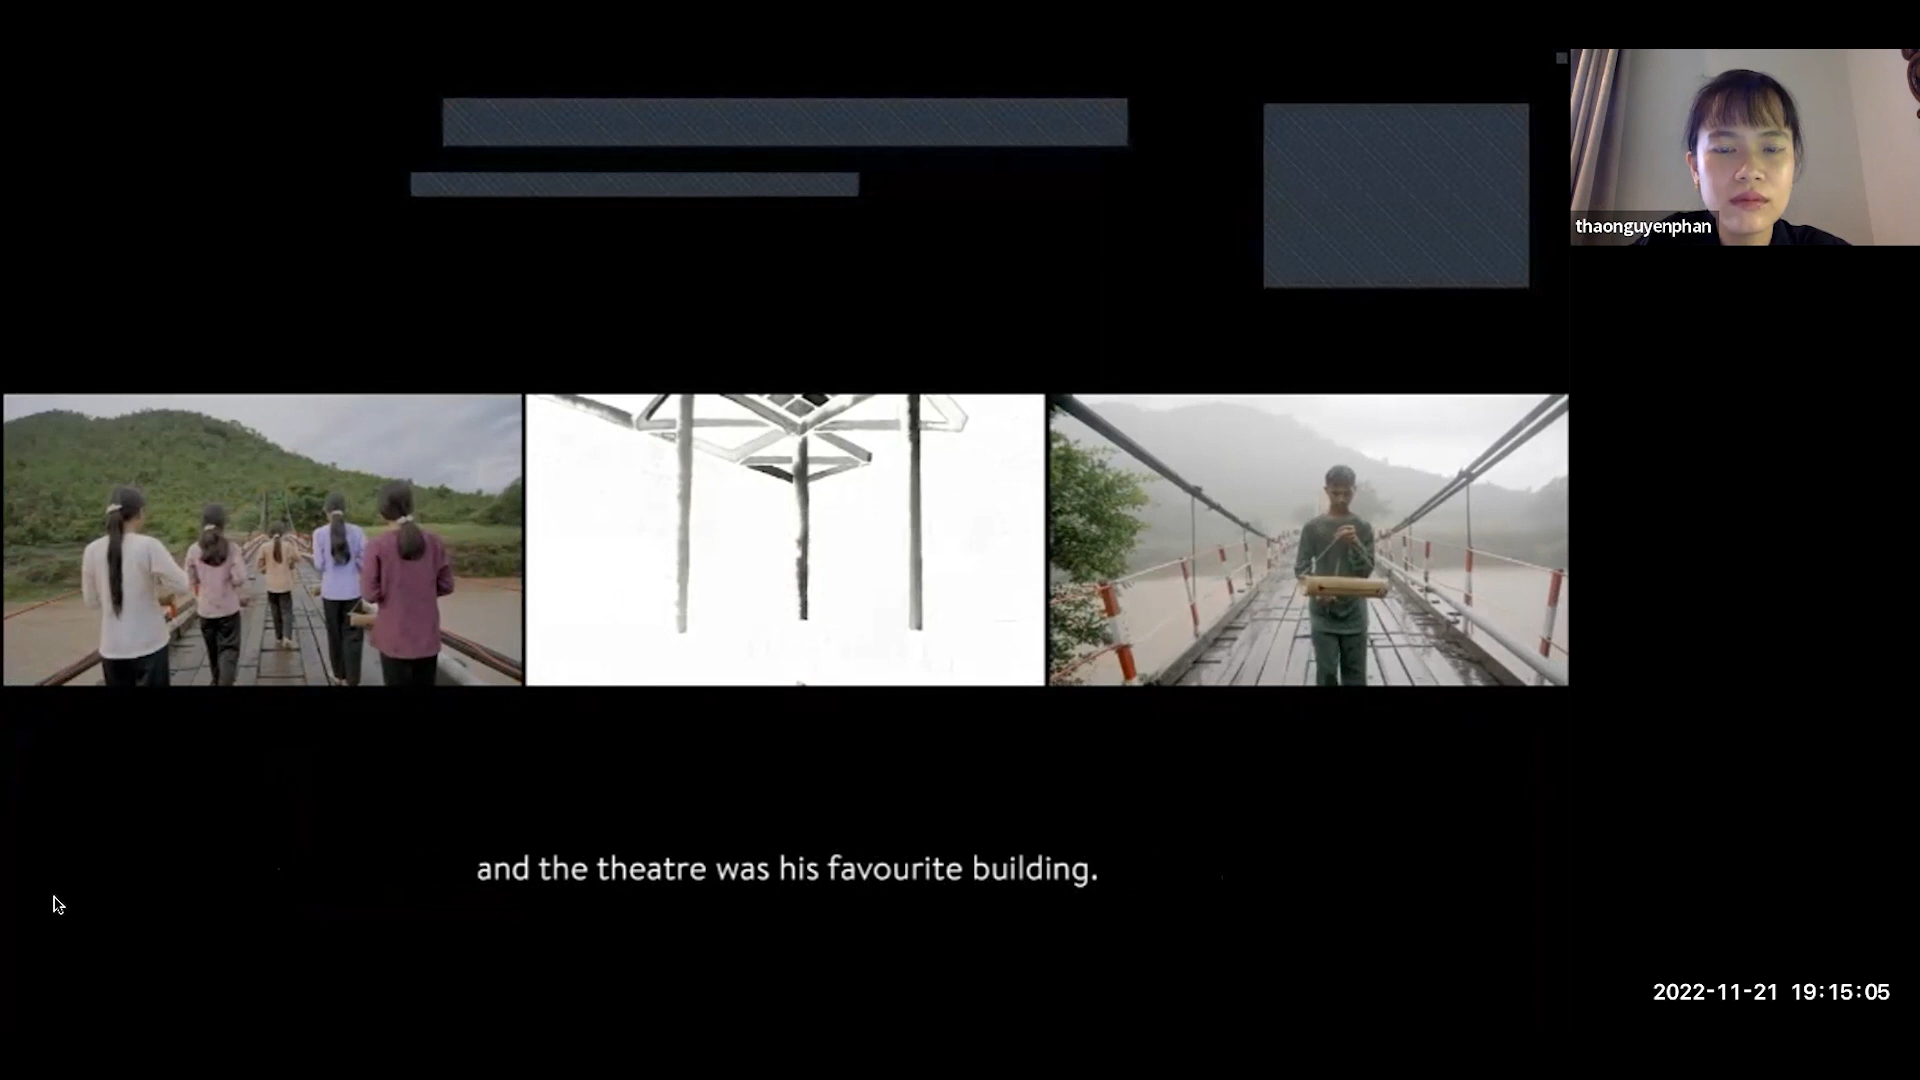 thaonguyenphan
and the theatre was his favourite building.
2022-11-21 19:15:05